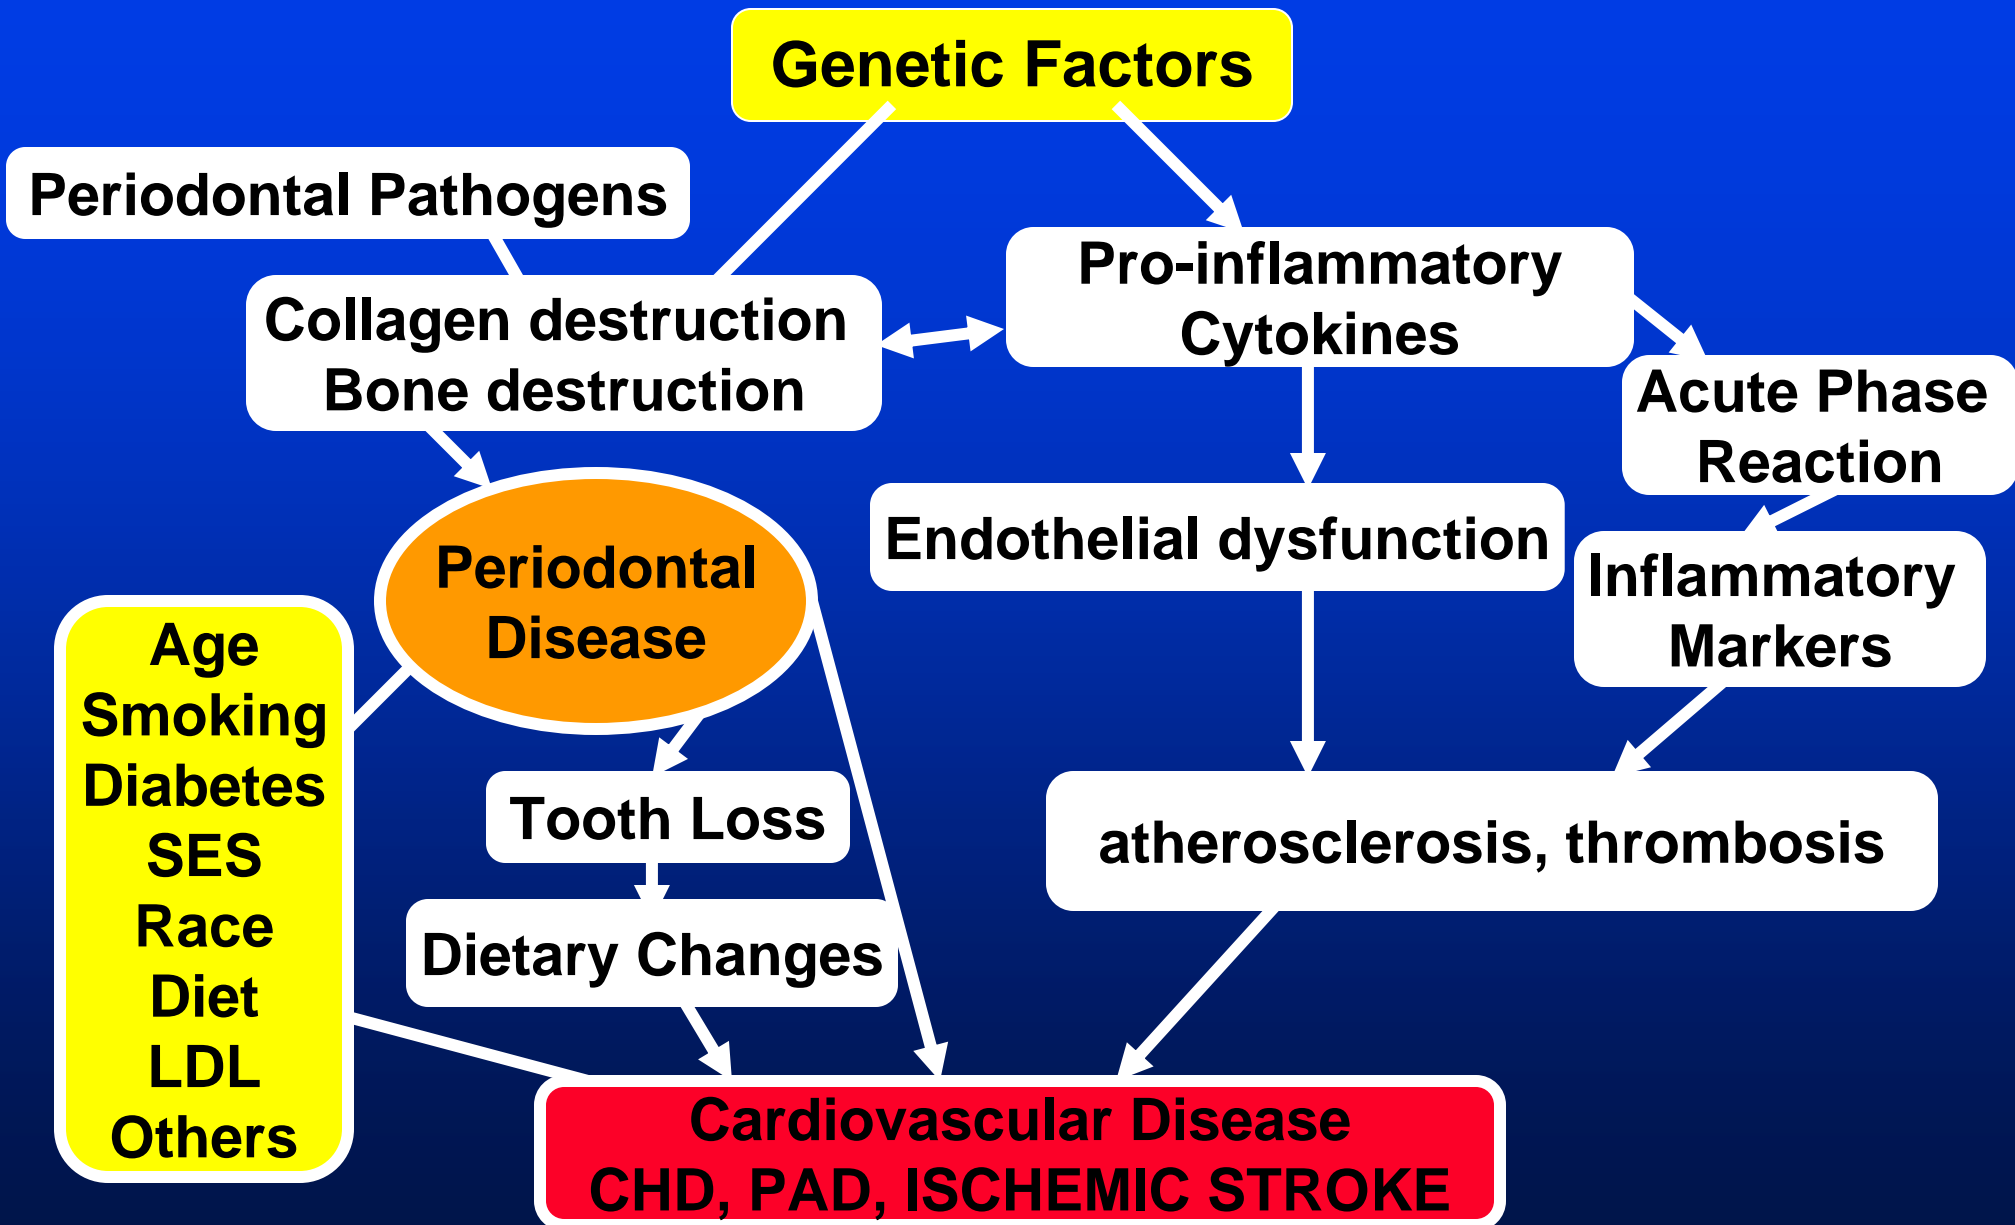 Genetic Factors
Periodontal Pathogens
Pro-inflammatory
Cytokines
Collagen destruction
Bone destruction
Acute Phase
Reaction
Endothelial dysfunction
Periodontal
Disease
Inflammatory
Markers
Age
Smoking
Diabetes
SES
Race
Diet
LDL
Others
Tooth Loss
atherosclerosis, thrombosis
Dietary Changes
Cardiovascular Disease
CHD, PAD, ISCHEMIC STROKE